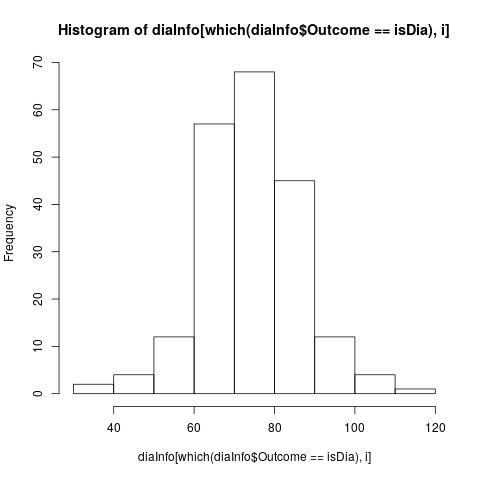 Histogram of diaInfo[which(diaInfo$Outcome == isDia), i]
70
60
50
40
30
20
10
0
Frequency
40 60 80 100 120
diaInfo[which(diaInfo$Outcome == isDia), i]